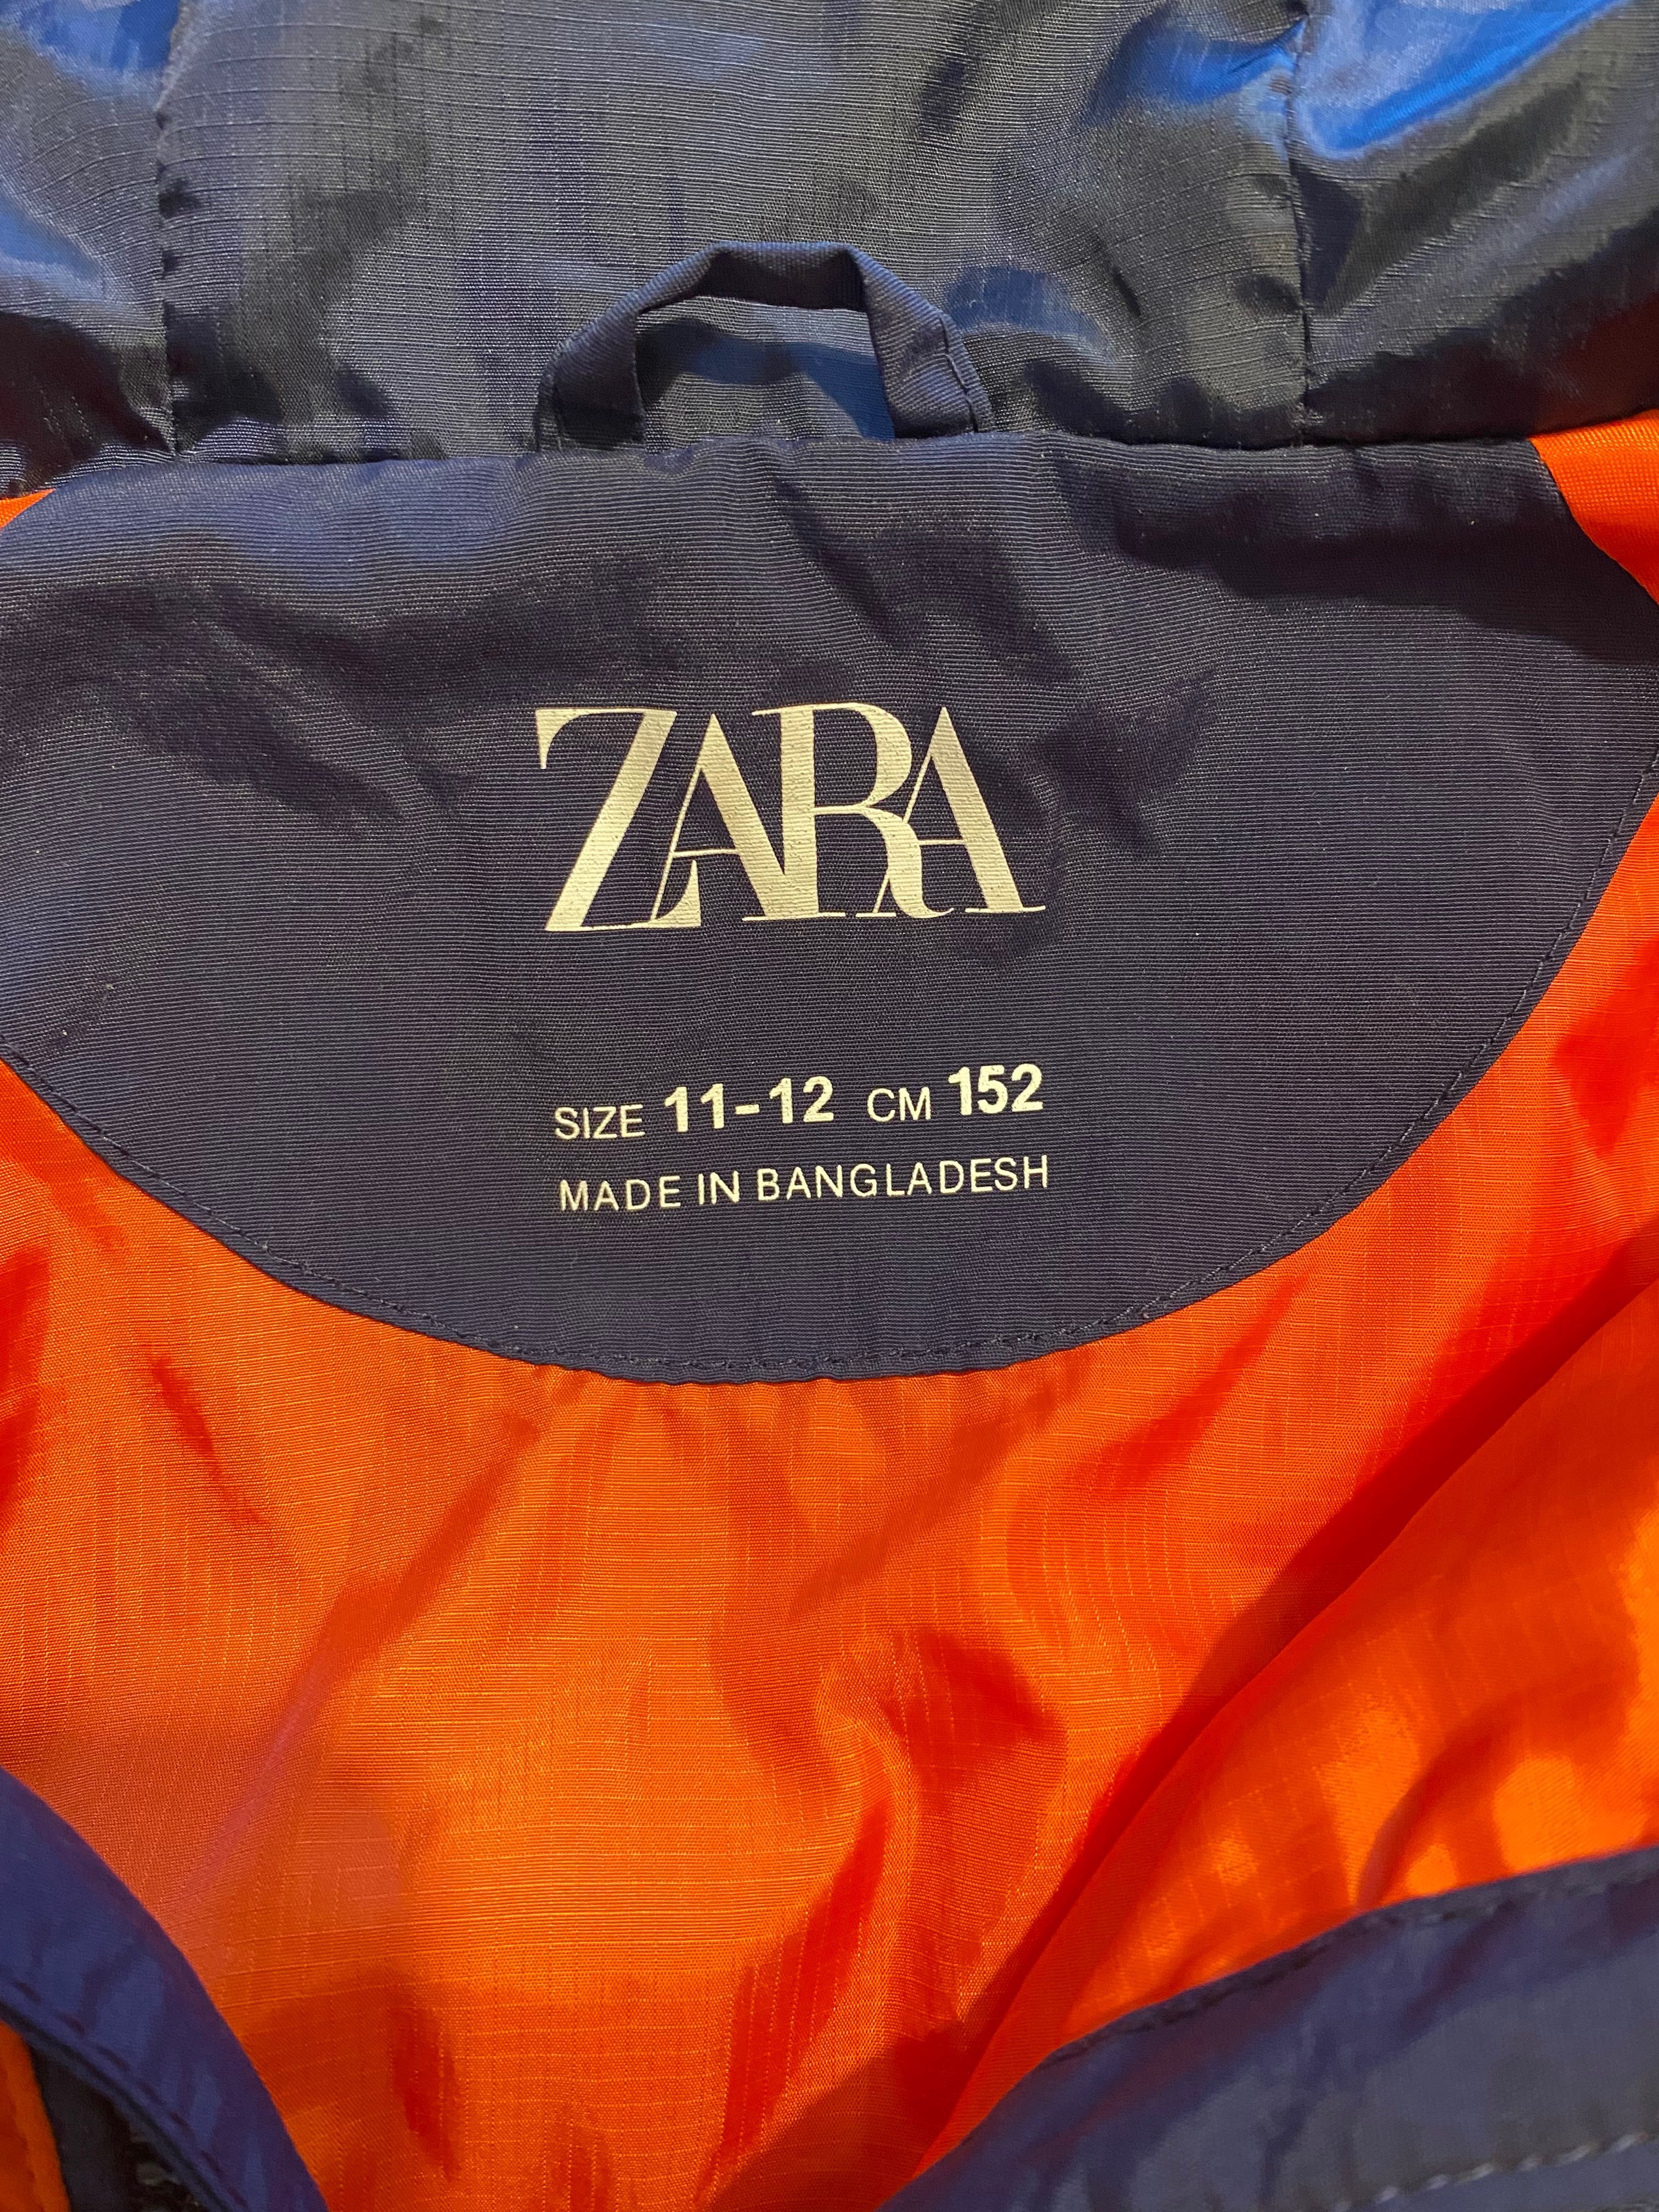 ZARA
SIZE 11-12 CM 152
MADE IN BANGLADESH